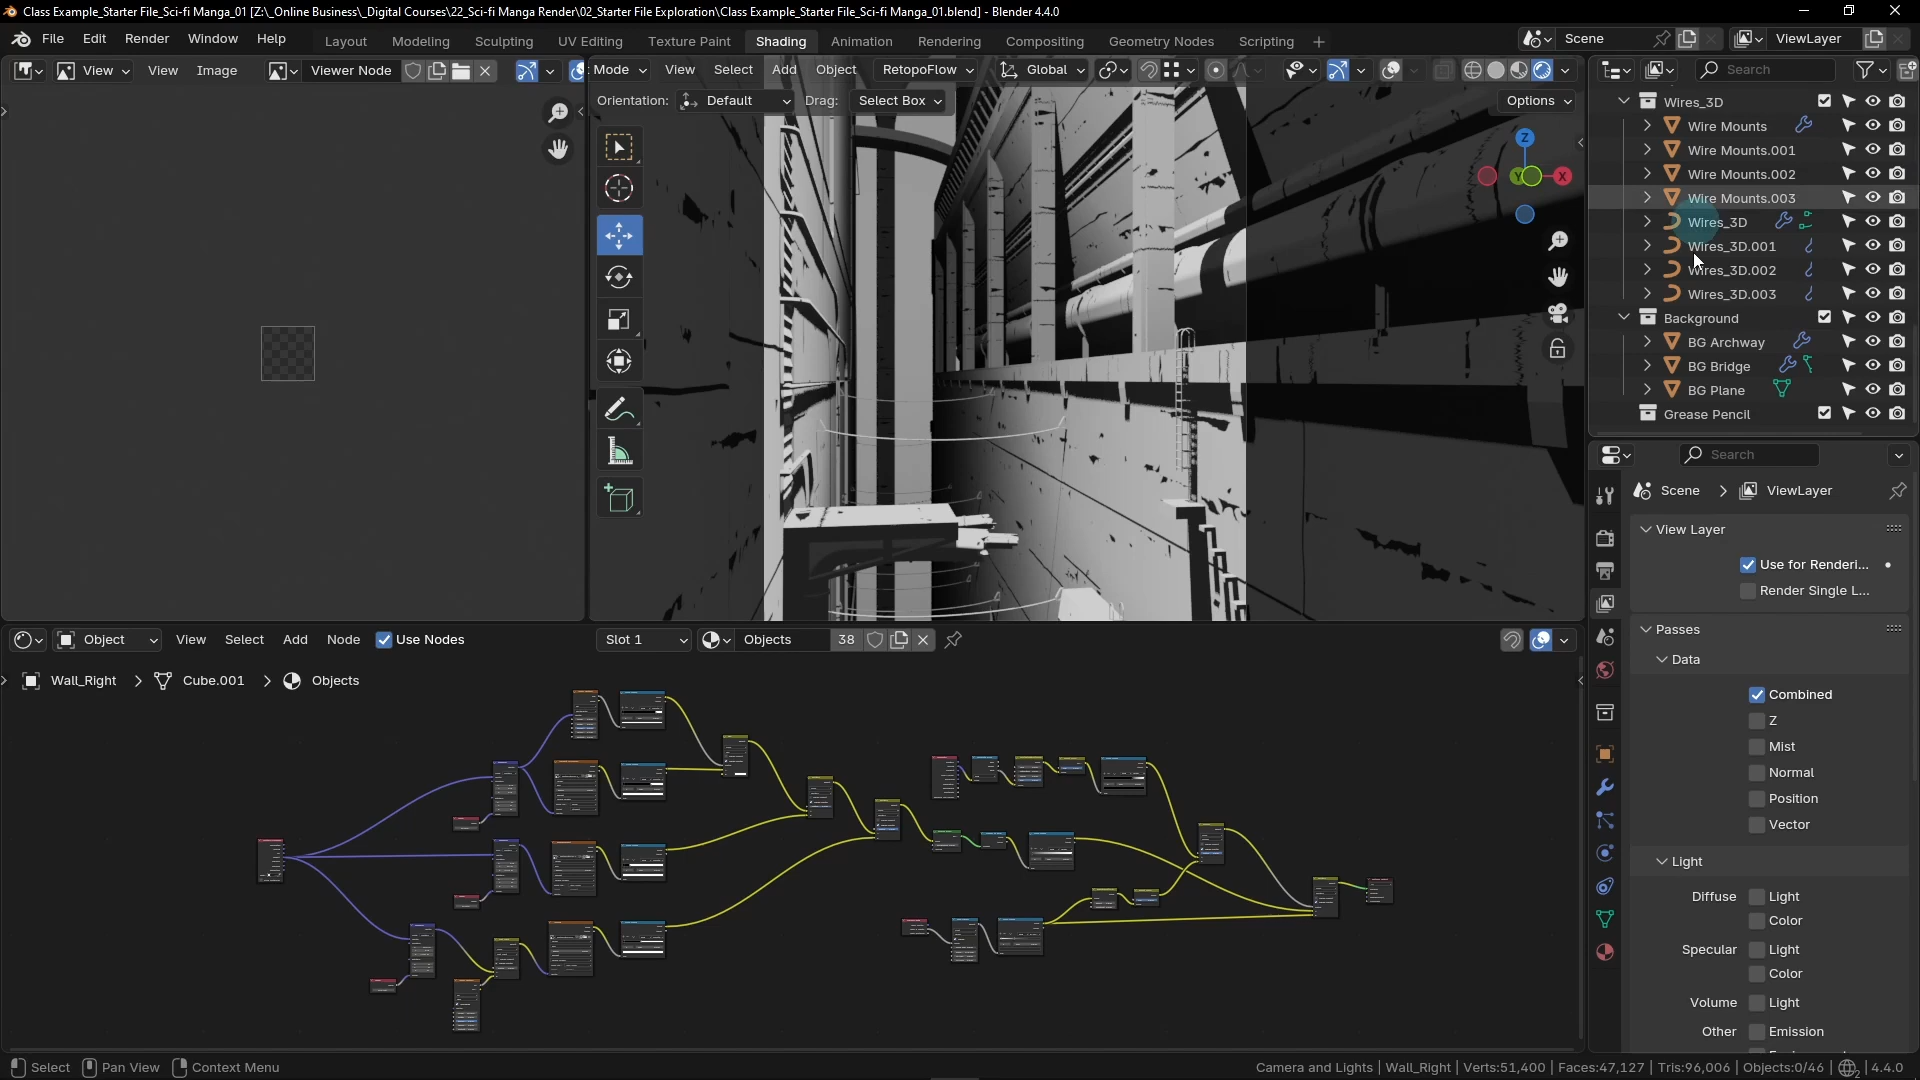 Class Example_Starter File_Sci-fi Manga_01 [Z:\_Online Business\_Digital Courses\22_Sci-fi Manga Render\02_Starter File Exploration\Class Example_Starter File_Sci-fi Manga_01.blend] - Blender 4.4.0
File Edit Render Window Help Layout Modeling Sculpting UV Editing Texture Paint Shading Animation Rendering Compositing Geometry Nodes Scripting + Scene ViewLayer
View View Image Viewer Node Mode View Select Add Object RetopoFlow Global Search
Orientation: Default Drag: Select Box Options
Wires_3D
Wire Mounts
Wire Mounts.001
Wire Mounts.002
Wire Mounts.003
Wires_3D
Wires_3D.001
Wires_3D.002
Wires_3D.003
Background
BG Archway
BG Bridge
BG Plane
Grease Pencil
Z
Y
X
Search
Scene ViewLayer
View Layer
Use for Renderi...
Render Single L...
Passes
Data
Combined
Z
Mist
Normal
Position
Vector
Light
Diffuse Light
Color
Specular Light
Color
Volume Light
Other Emission
Object View Select Add Node Use Nodes Slot 1 Objects 38
Wall_Right > Cube.001 > Objects
Select Pan View Context Menu Camera and Lights | Wall_Right | Verts:51,400 | Faces:47,127 | Tris:96,006 | Objects:0/46 | 4.4.0